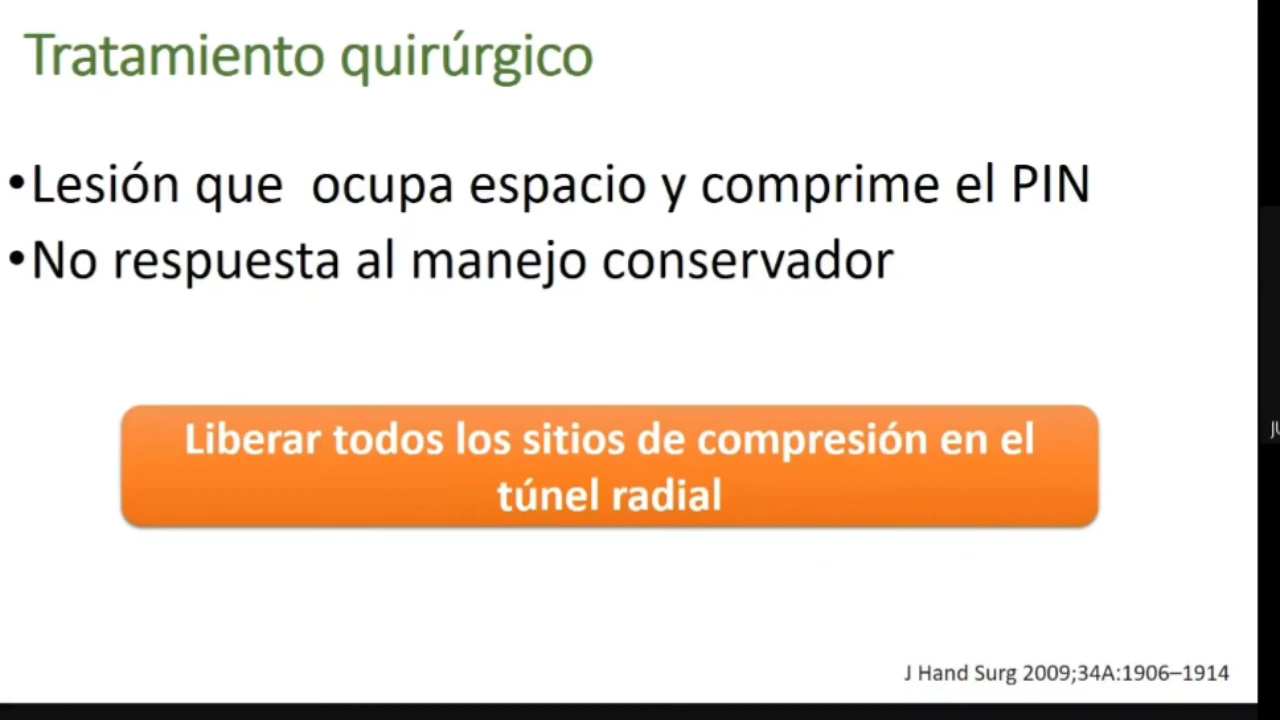 Tratamiento quirúrgico
•Lesión que ocupa espacio y comprime el PIN
•No respuesta al manejo conservador
Liberar todos los sitios de compresión en el
túnel radial
J Hand Surg 2009;34A:1906–1914